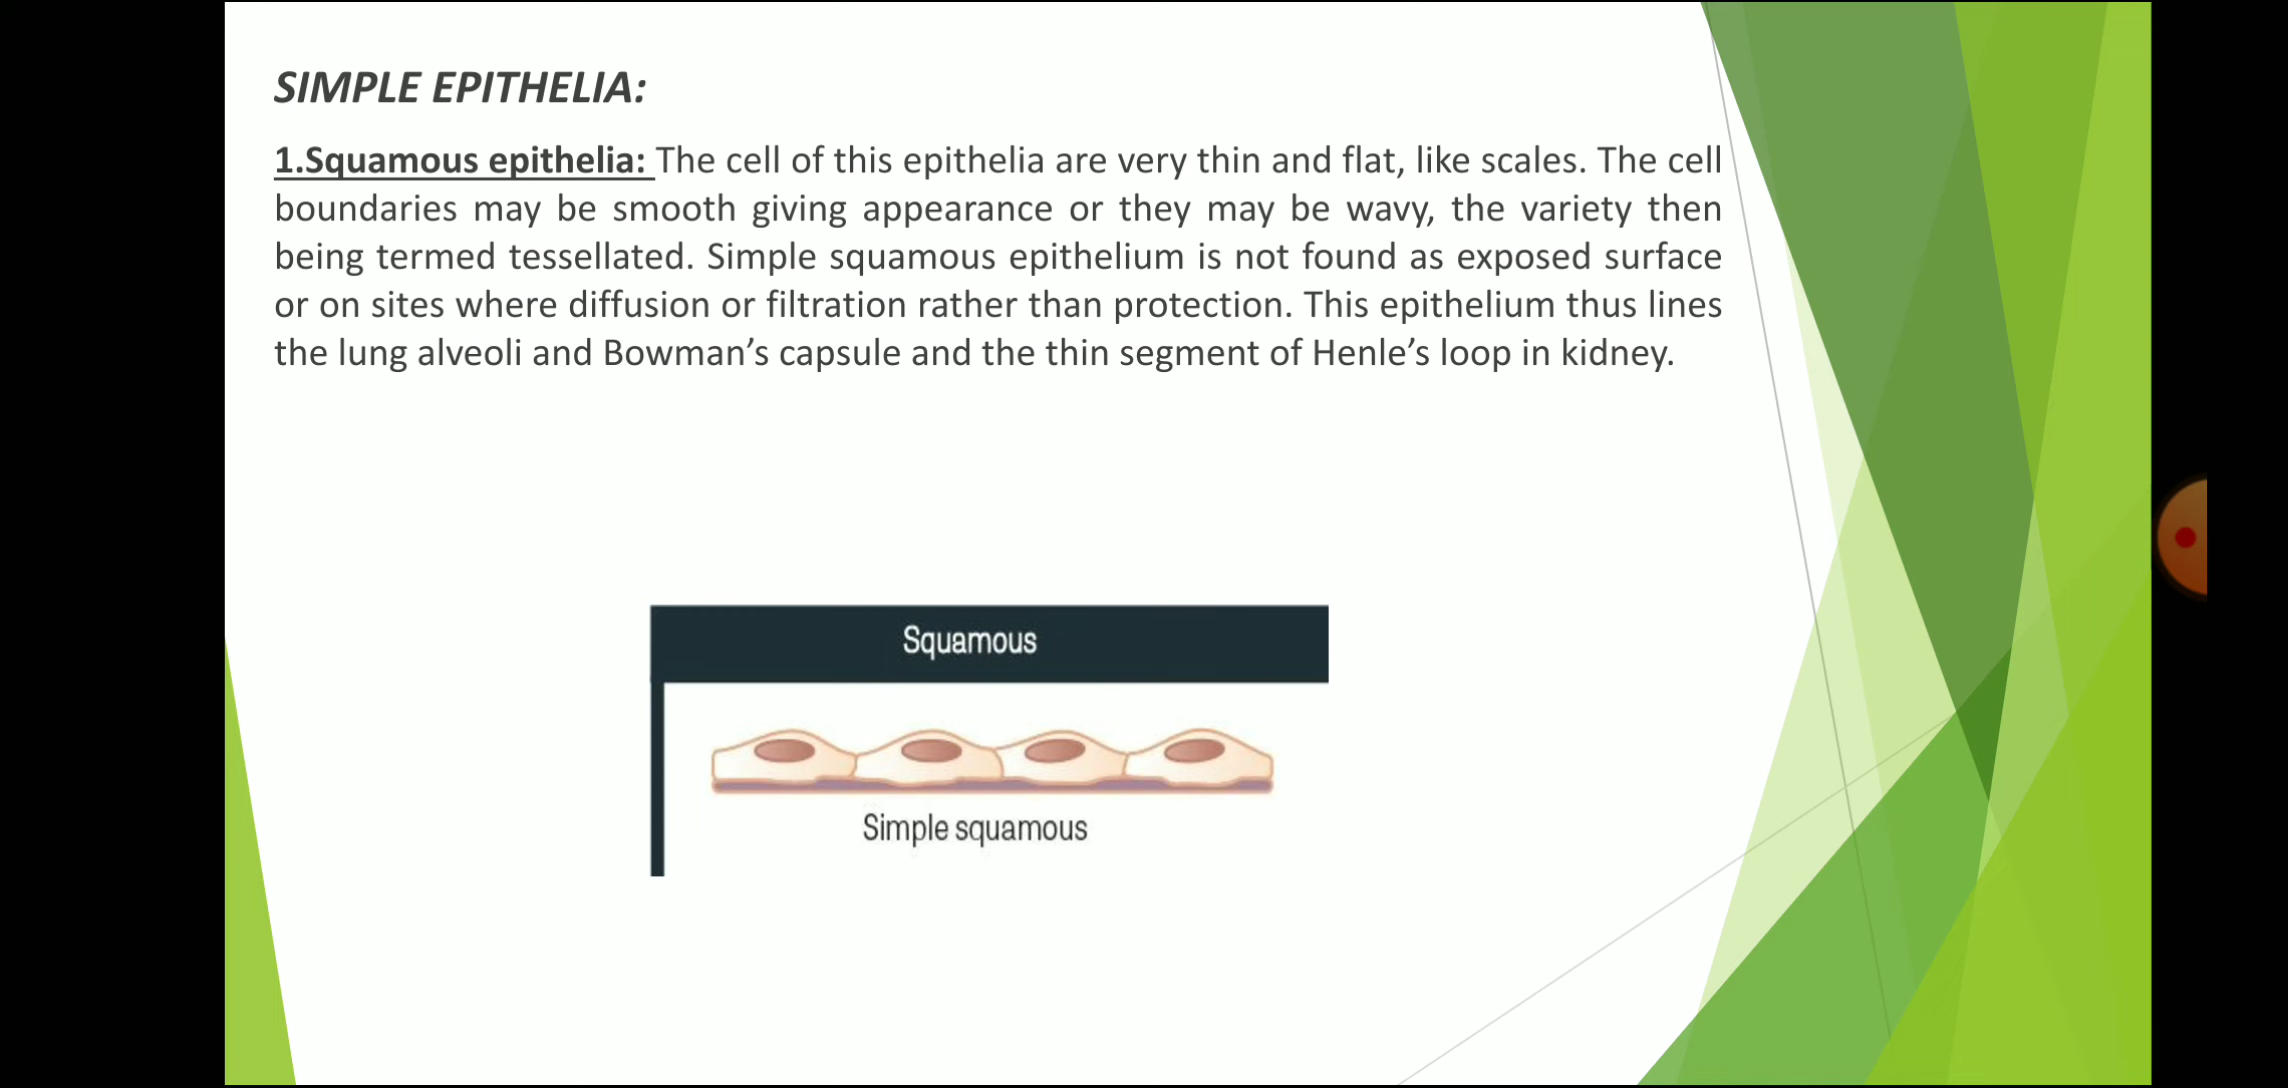 SIMPLE EPITHELIA:
1.Squamous epithelia: The cell of this epithelia are very thin and flat, like scales. The cell
boundaries may be smooth giving appearance or they may be wavy, the variety then
being termed tessellated. Simple squamous epithelium is not found as exposed surface
or on sites where diffusion or filtration rather than protection. This epithelium thus lines
the lung alveoli and Bowman’s capsule and the thin segment of Henle’s loop in kidney.
Squamous
Simple squamous